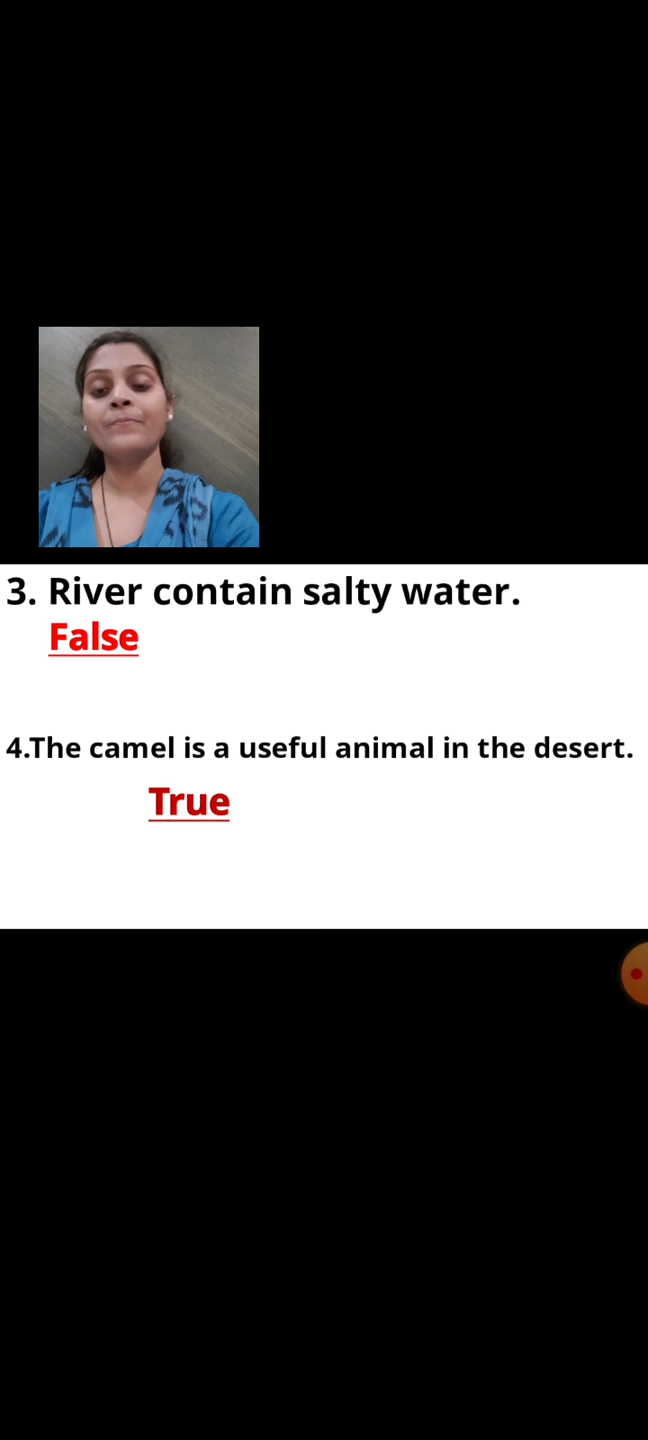 3. River contain salty water.
False
4.The camel is a useful animal in the desert.
True